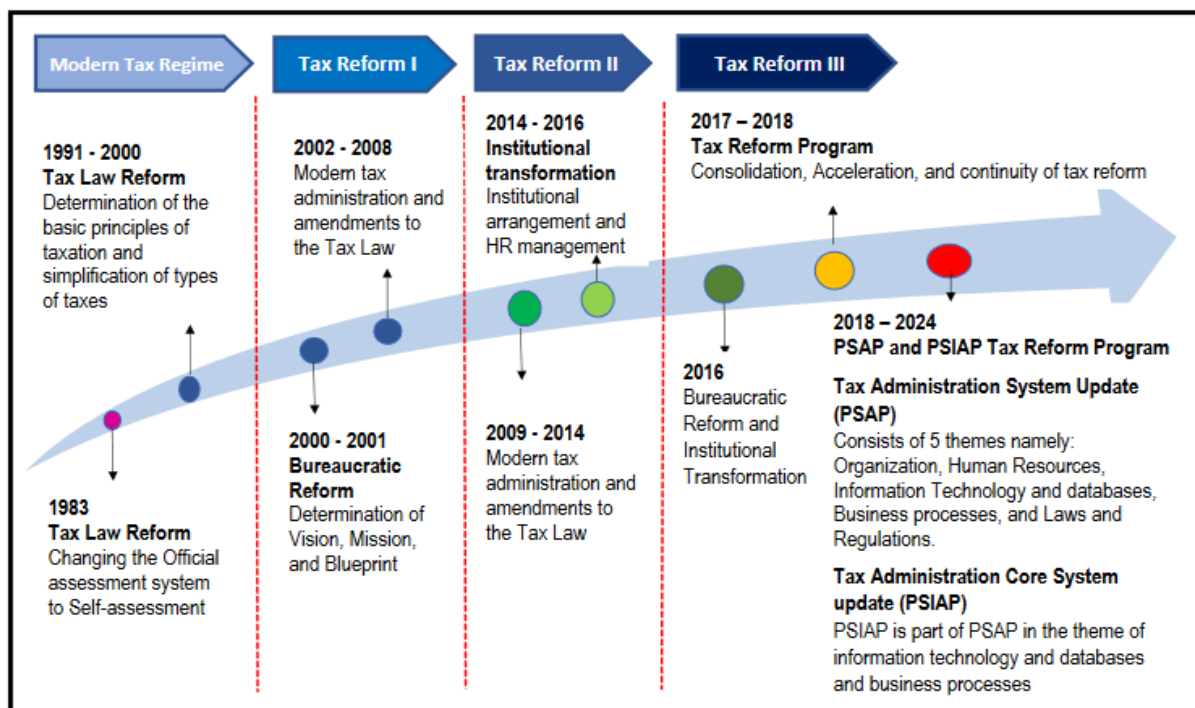 Modern Tax Regime
Tax Reform I
Tax Reform II
Tax Reform III
1991 - 2000
Tax Law Reform
Determination of the
basic principles of
taxation and
simplification of types
of taxes
1983
Tax Law Reform
Changing the Official
assessment system
to Self-assessment
2002 - 2008
Modern tax
administration and
amendments to
the Tax Law
2000 - 2001
Bureaucratic
Reform
Determination of
Vision, Mission,
and Blueprint
2014 - 2016
Institutional
transformation
Institutional
arrangement and
HR management
2009 - 2014
Modern tax
administration and
amendments to
the Tax Law
2017 – 2018
Tax Reform Program
Consolidation, Acceleration, and continuity of tax reform
2016
Bureaucratic
Reform and
Institutional
Transformation
2018 – 2024
PSAP and PSIAP Tax Reform Program
Tax Administration System Update
(PSAP)
Consists of 5 themes namely:
Organization, Human Resources,
Information Technology and databases,
Business processes, and Laws and
Regulations.
Tax Administration Core System
update (PSIAP)
PSIAP is part of PSAP in the theme of
information technology and databases
and business processes